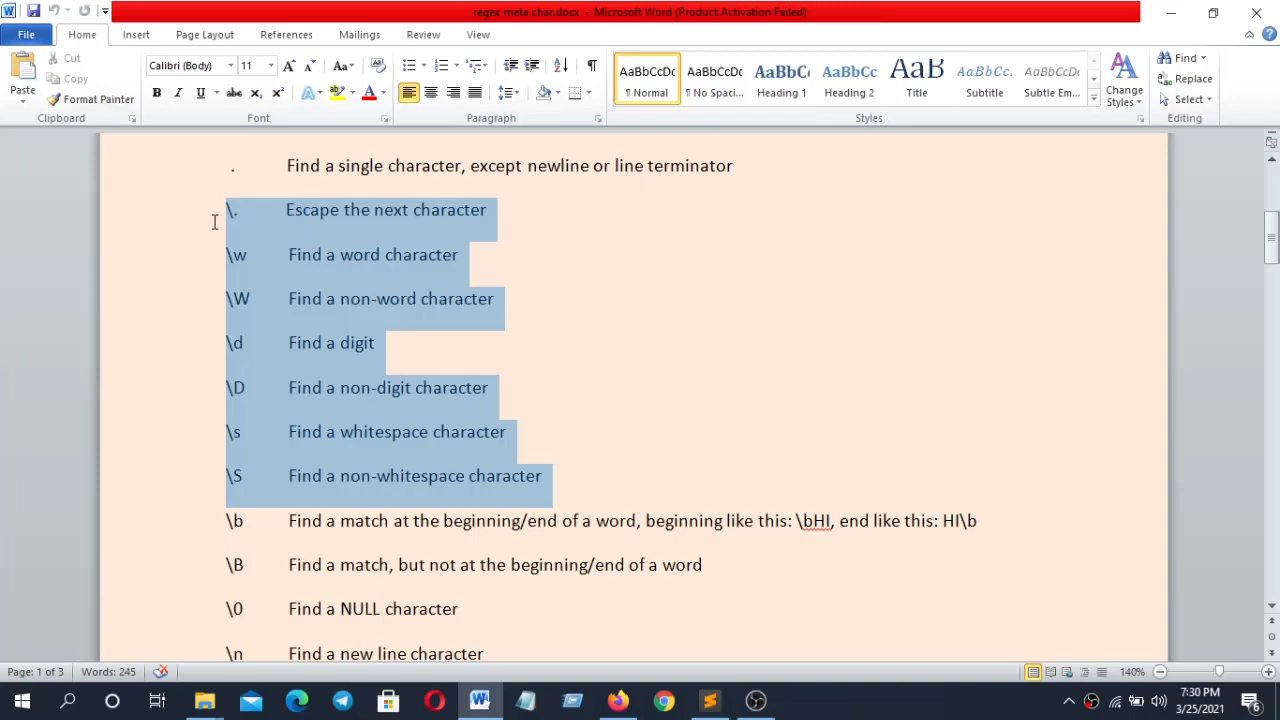 regex meta char.docx - Microsoft Word (Product Activation Failed)
File Home Insert Page Layout References Mailings Review View
Paste
Cut
Copy
Format Painter
Clipboard
Calibri (Body) 11
Font
Paragraph
AaBbCcDc AaBbCcDc AaBbC AaBbCc AaB AaBbCcD AaBbCcDc
¶ Normal ¶ No Spaci... Heading 1 Heading 2 Title Subtitle Subtle Em...
Change
Styles
Styles
Find
Replace
Select
Editing
. Find a single character, except newline or line terminator
\. Escape the next character
\w Find a word character
\W Find a non-word character
\d Find a digit
\D Find a non-digit character
\s Find a whitespace character
\S Find a non-whitespace character
\b Find a match at the beginning/end of a word, beginning like this: \bHI, end like this: HI\b
\B Find a match, but not at the beginning/end of a word
\0 Find a NULL character
\n Find a new line character
Page: 1 of 3 Words: 245 140%
7:30 PM
3/25/2021
6